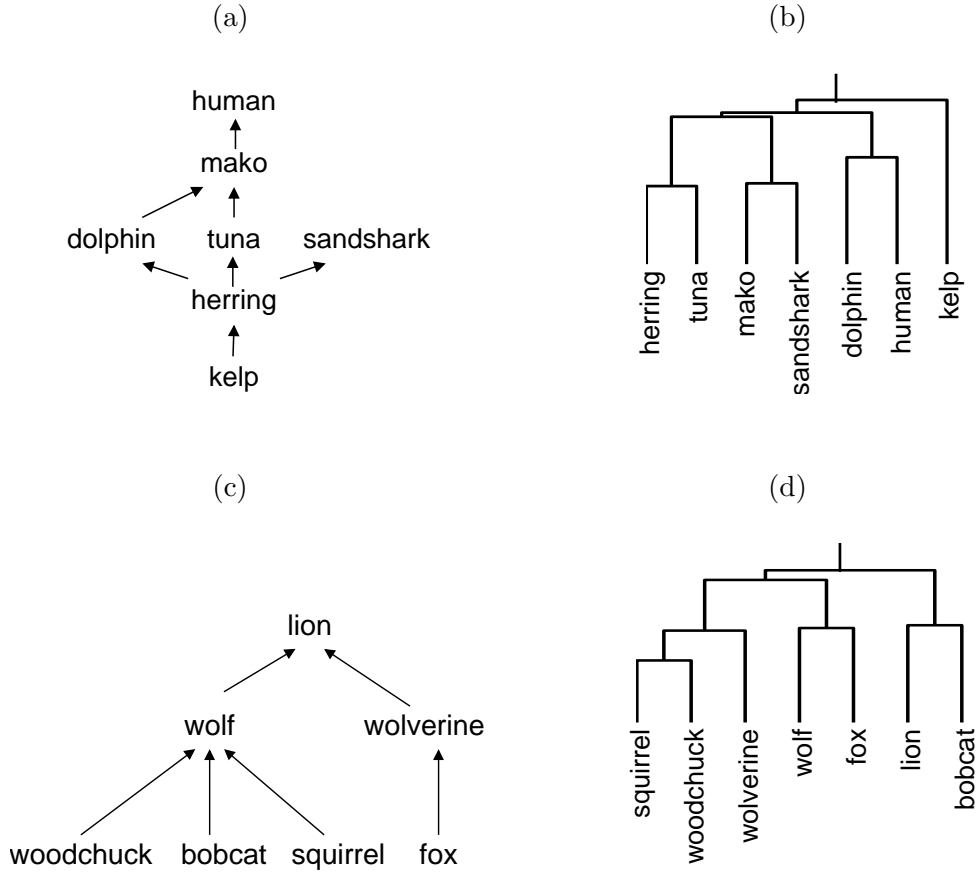 (a)
human
mako
dolphin tuna sandshark
herring
kelp
(b)
herring
tuna
mako
sandshark
dolphin
human
kelp
(c)
lion
wolf wolverine
woodchuck bobcat squirrel fox
(d)
squirrel
woodchuck
wolverine
wolf
fox
lion
bobcat